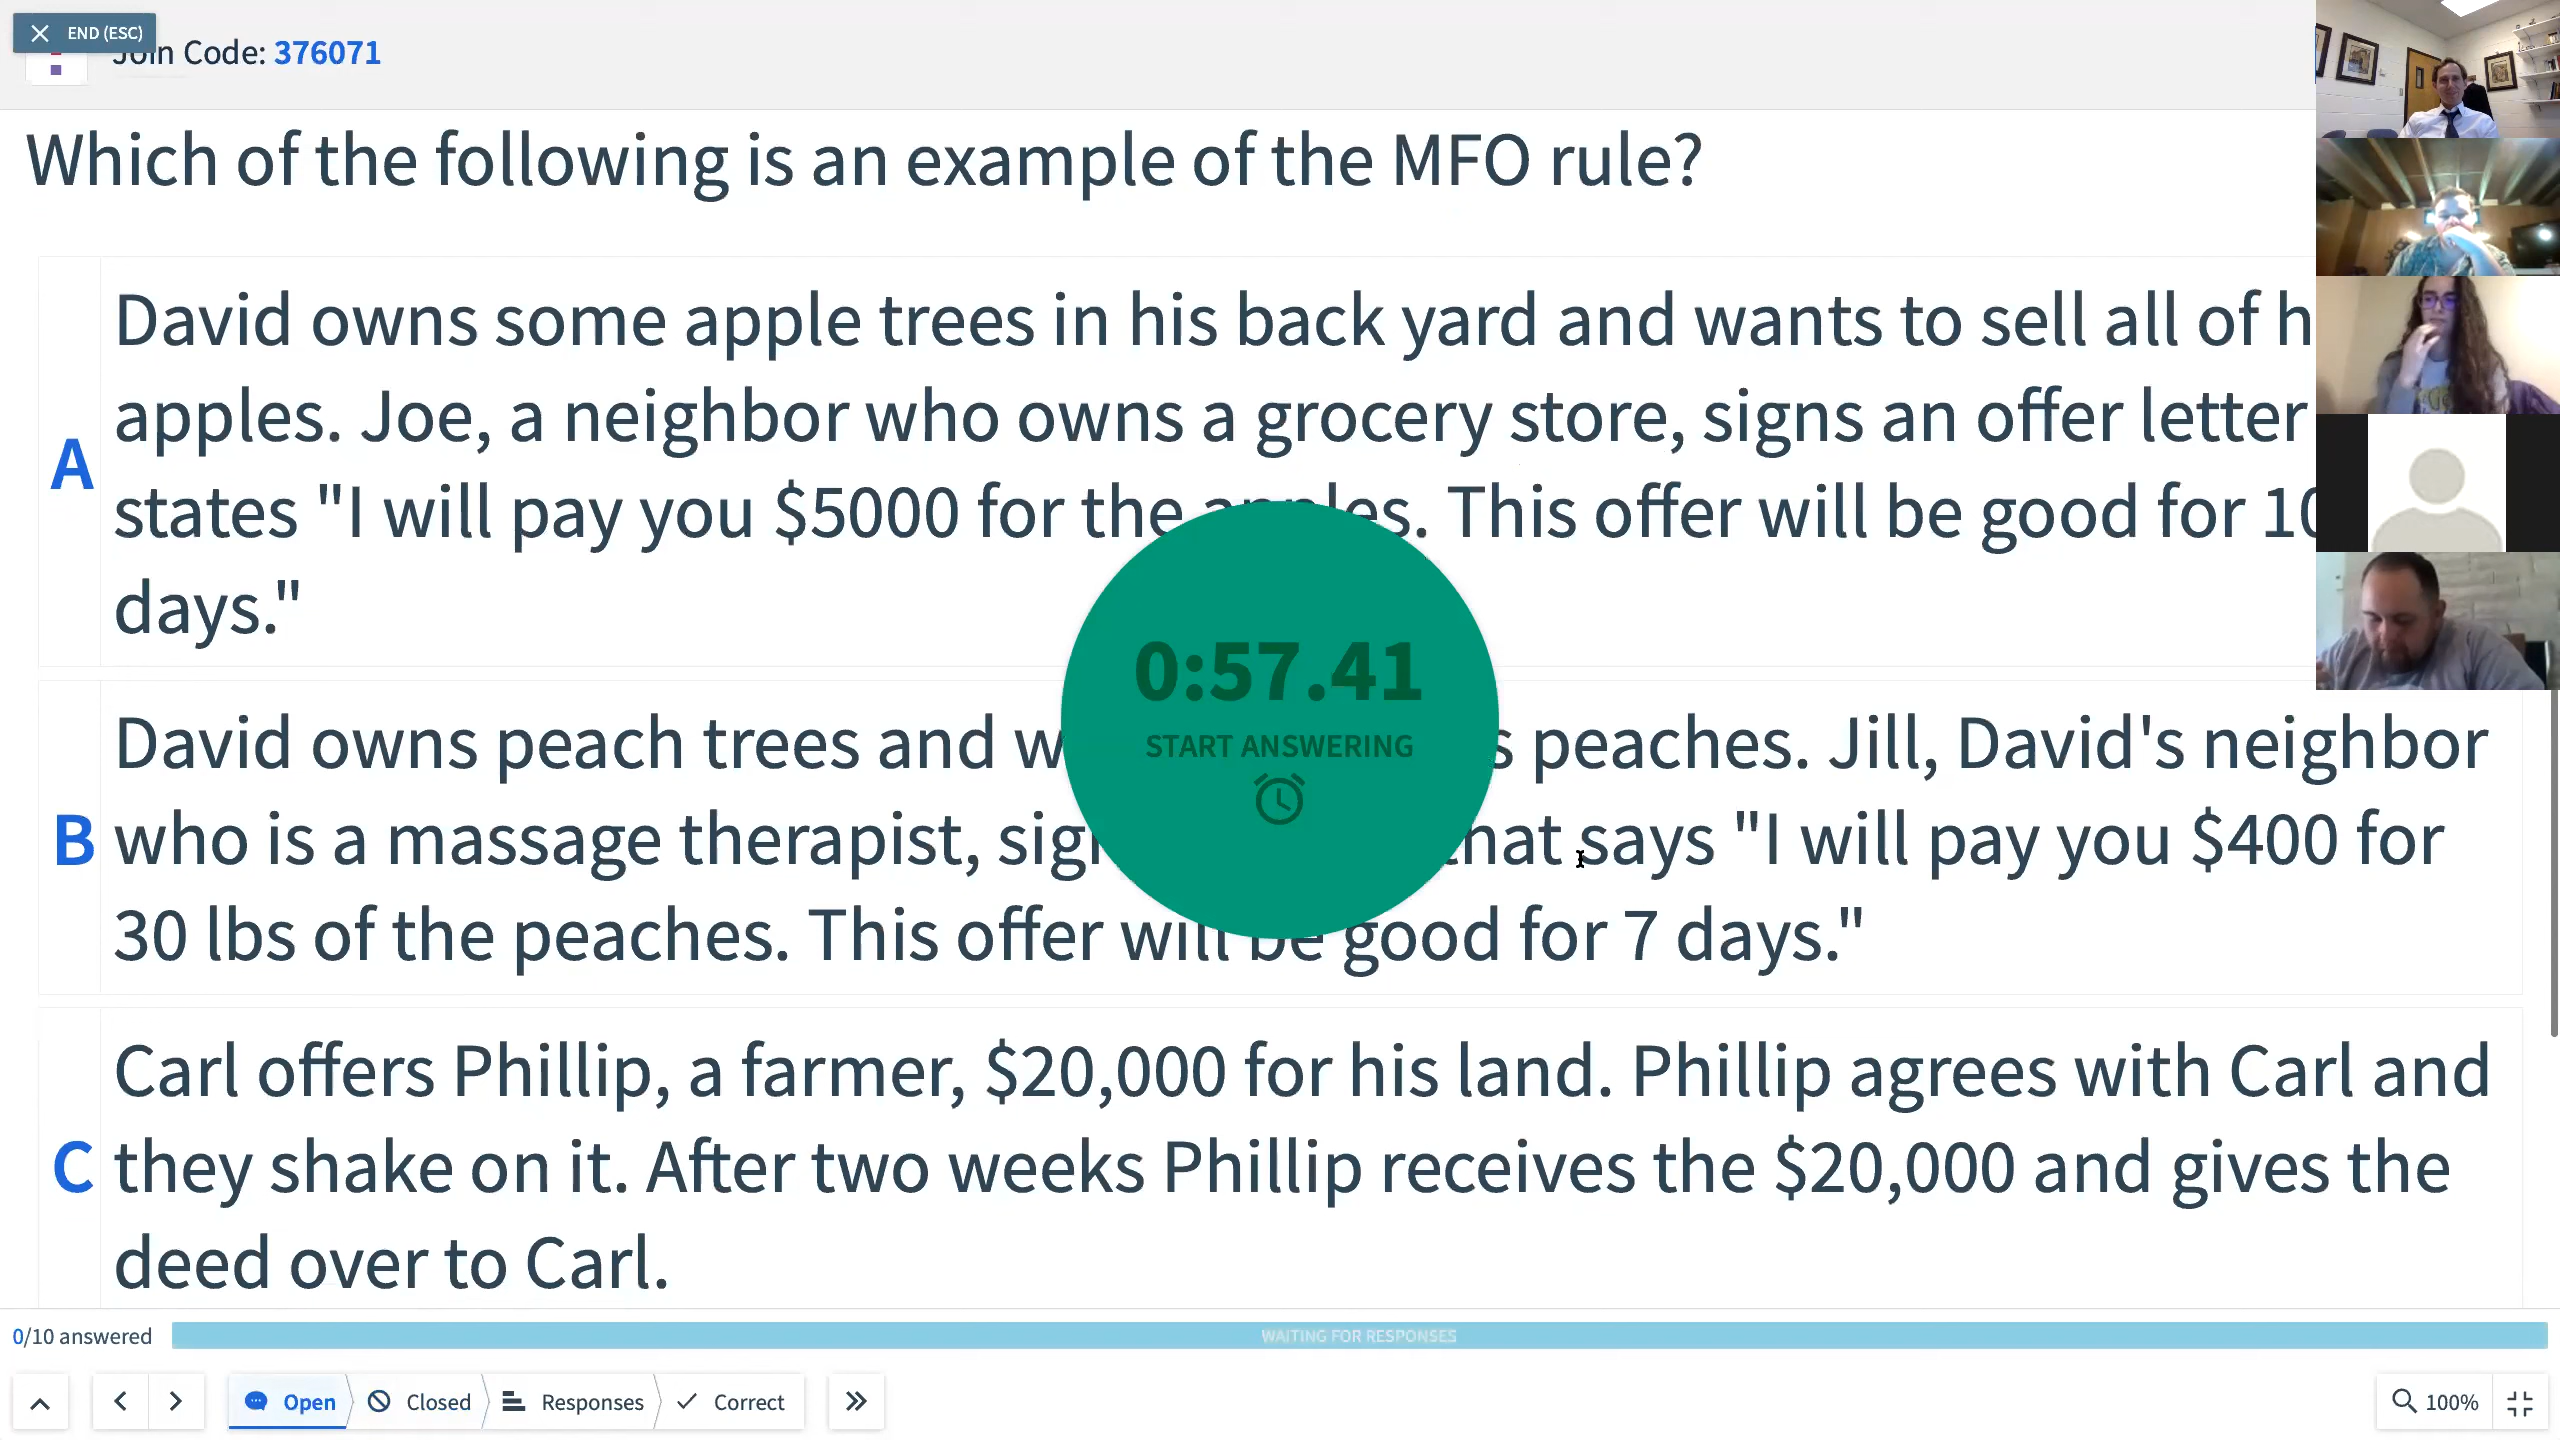 END (ESC)
Join Code: 376071
Which of the following is an example of the MFO rule?
A
David owns some apple trees in his back yard and wants to sell all of
apples. Joe, a neighbor who owns a grocery store, signs an offer letter
states "I will pay you $5000 for the apples. This offer will be good for 10
days."
B
David owns peach trees and peaches. Jill, David's neighbor
who is a massage therapist, says "I will pay you $400 for
30 lbs of the peaches. This offer will be good for 7 days."
0:57.41
START ANSWERING
C
Carl offers Phillip, a farmer, $20,000 for his land. Phillip agrees with Carl and
they shake on it. After two weeks Phillip receives the $20,000 and gives the
deed over to Carl.
0/10 answered
WAITING FOR RESPONSES
Open
Closed
Responses
Correct
100%